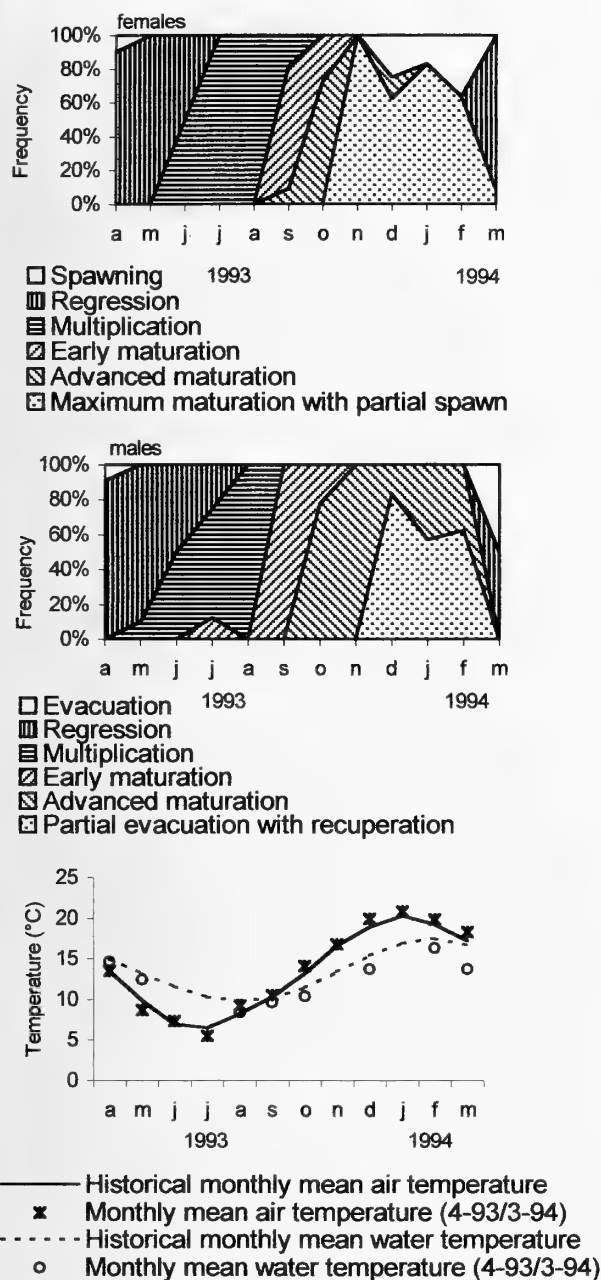 females
100%
80%
60%
40%
20%
0%
Frequency
a m j j a s o n d j f m
1993 1994
Spawning
Regression
Multiplication
Early maturation
Advanced maturation
Maximum maturation with partial spawn
males
100%
80%
60%
40%
20%
0%
Frequency
a m j j a s o n d j f m
1993 1994
Evacuation
Regression
Multiplication
Early maturation
Advanced maturation
Partial evacuation with recuperation
25
20
15
10
5
0
Temperature (°C)
a m j j a s o n d j f m
1993 1994
Historical monthly mean air temperature
Monthly mean air temperature (4-93/3-94)
Historical monthly mean water temperature
Monthly mean water temperature (4-93/3-94)